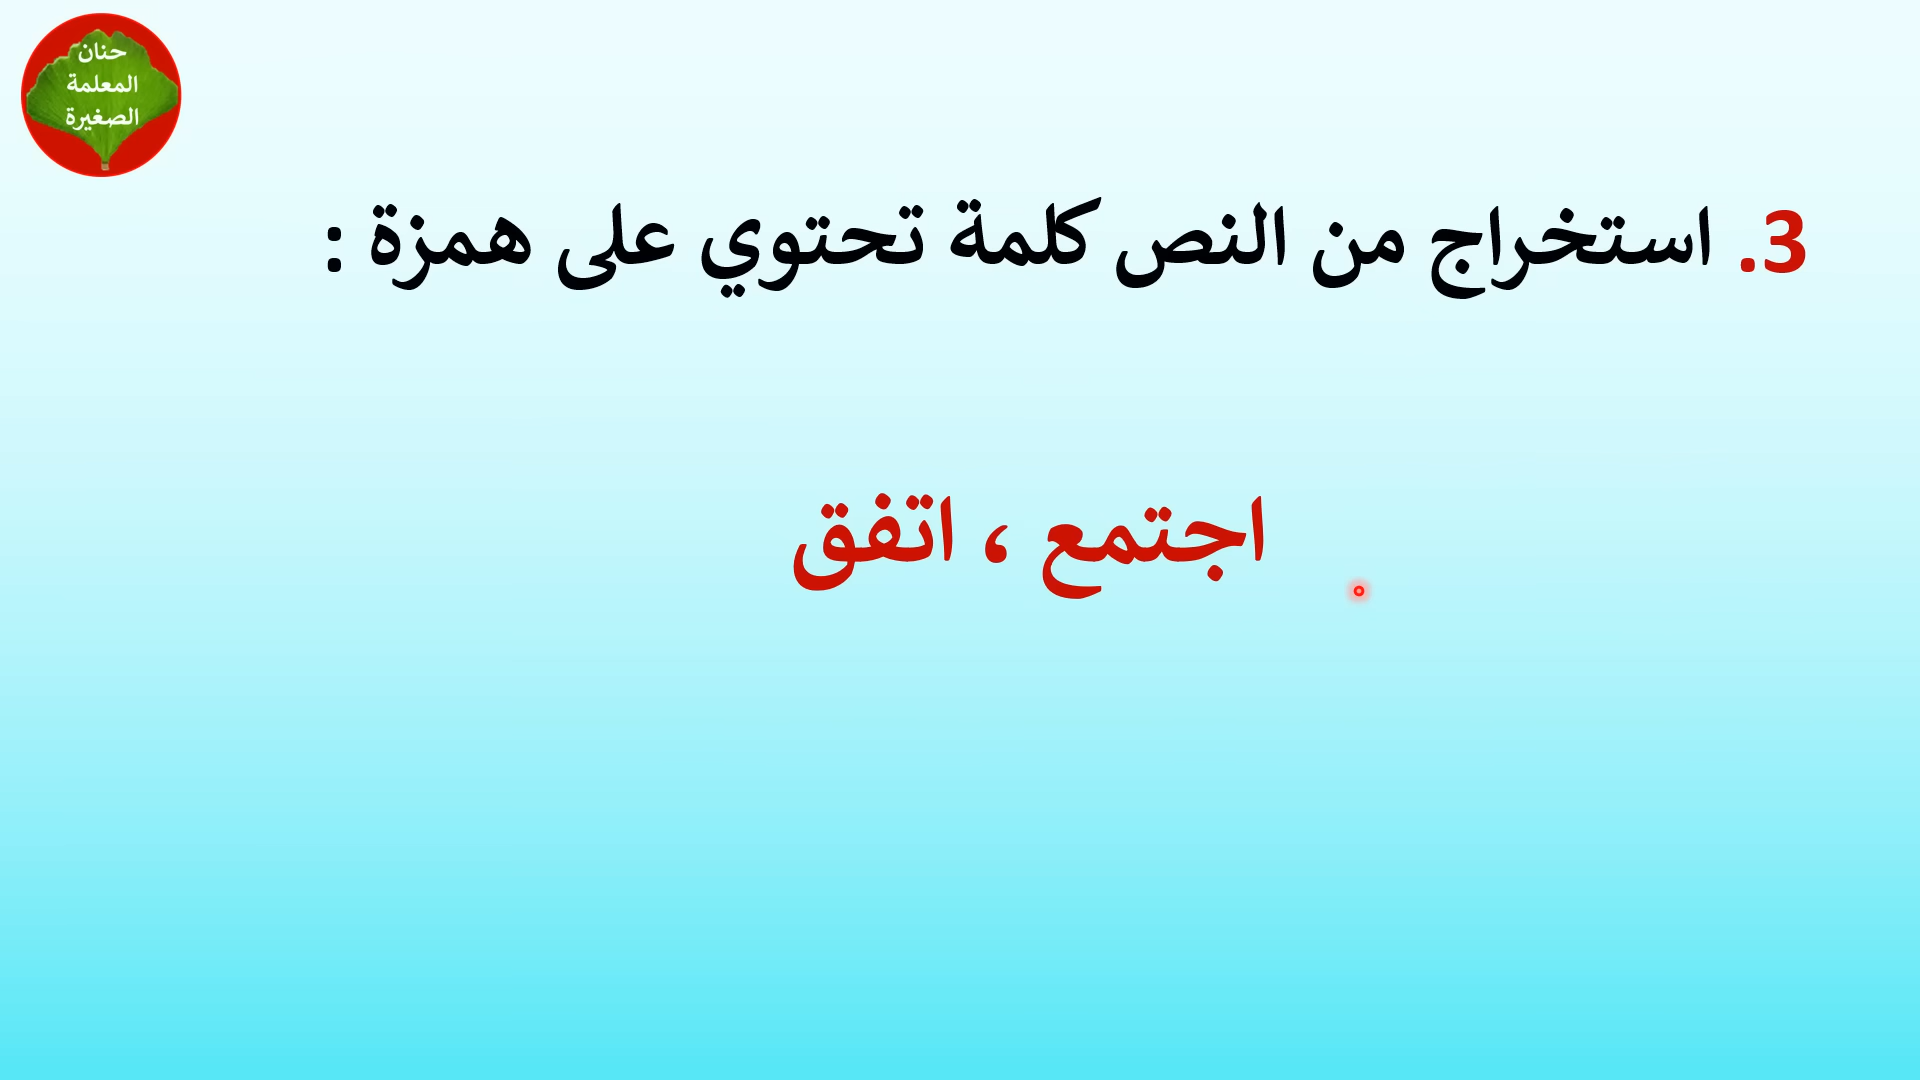 حنان
المعلمة
الصغيرة
3. استخراج من النص كلمة تحتوي على همزة :
اجتمع ، اتفق